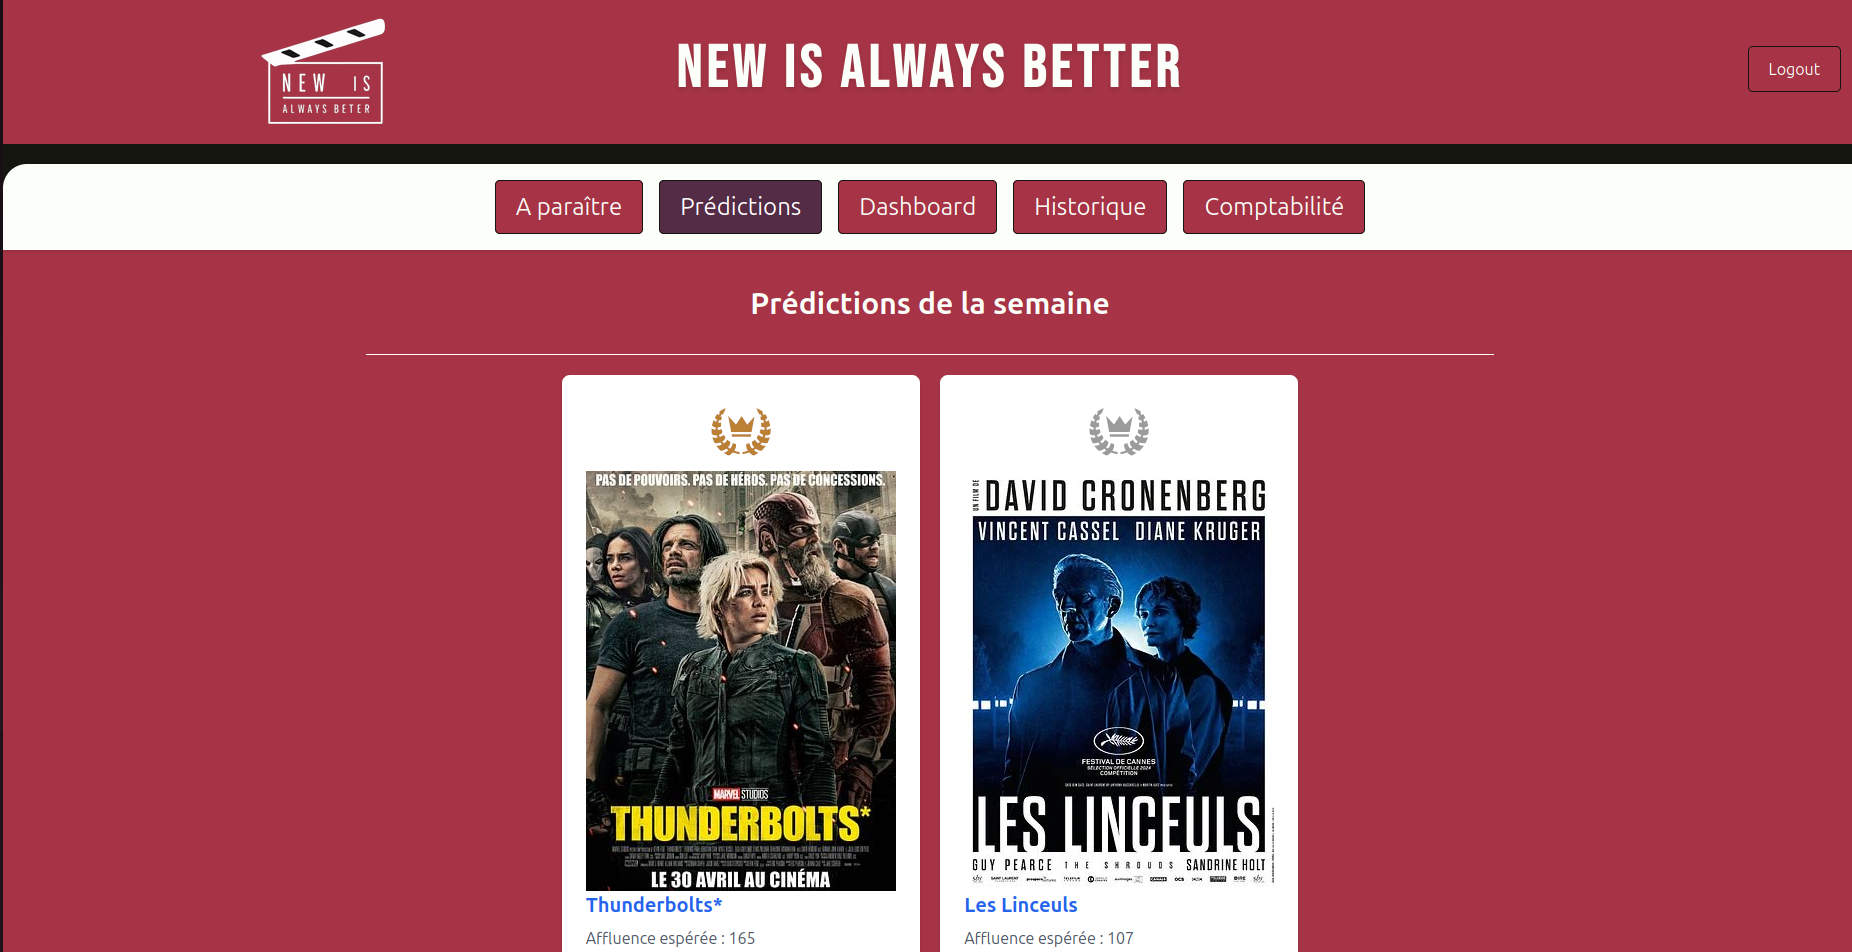 NEW IS
ALWAYS BETER
NEW IS ALWAYS BETTER
Logout
A paraître
Prédictions
Dashboard
Historique
Comptabilité
Prédictions de la semaine
PAS DE POUVOIRS. PAS DE HÉROS. PAS DE CONCESSIONS.
MARVEL STUDIOS
THUNDERBOLTS*
LE 30 AVRIL AU CINÉMA
Thunderbolts*
Affluence espérée : 165
UN FILM DE
DAVID CRONENBERG
VINCENT CASSEL DIANE KRUGER
FESTIVAL DE CANNES
SÉLECTION OFFICIELLE 2024
COMPÉTITION
LES LINCEULS
GUY PEARCE THE SHROUDS SANDRINE HOLT
SAINT LAURENT
Les Linceuls
Affluence espérée : 107